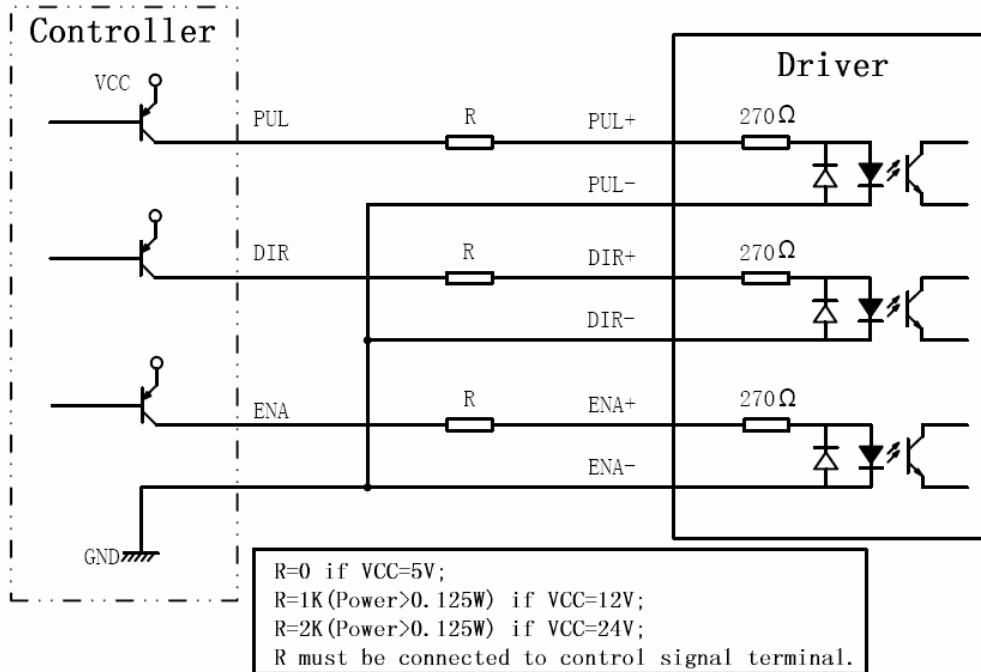 Controller
Driver
VCC
PUL
R
PUL+
270Ω
PUL-
DIR
R
DIR+
270Ω
DIR-
ENA
R
ENA+
270Ω
ENA-
GND
R=0 if VCC=5V;
R=1K(Power>0.125W) if VCC=12V;
R=2K(Power>0.125W) if VCC=24V;
R must be connected to control signal terminal.